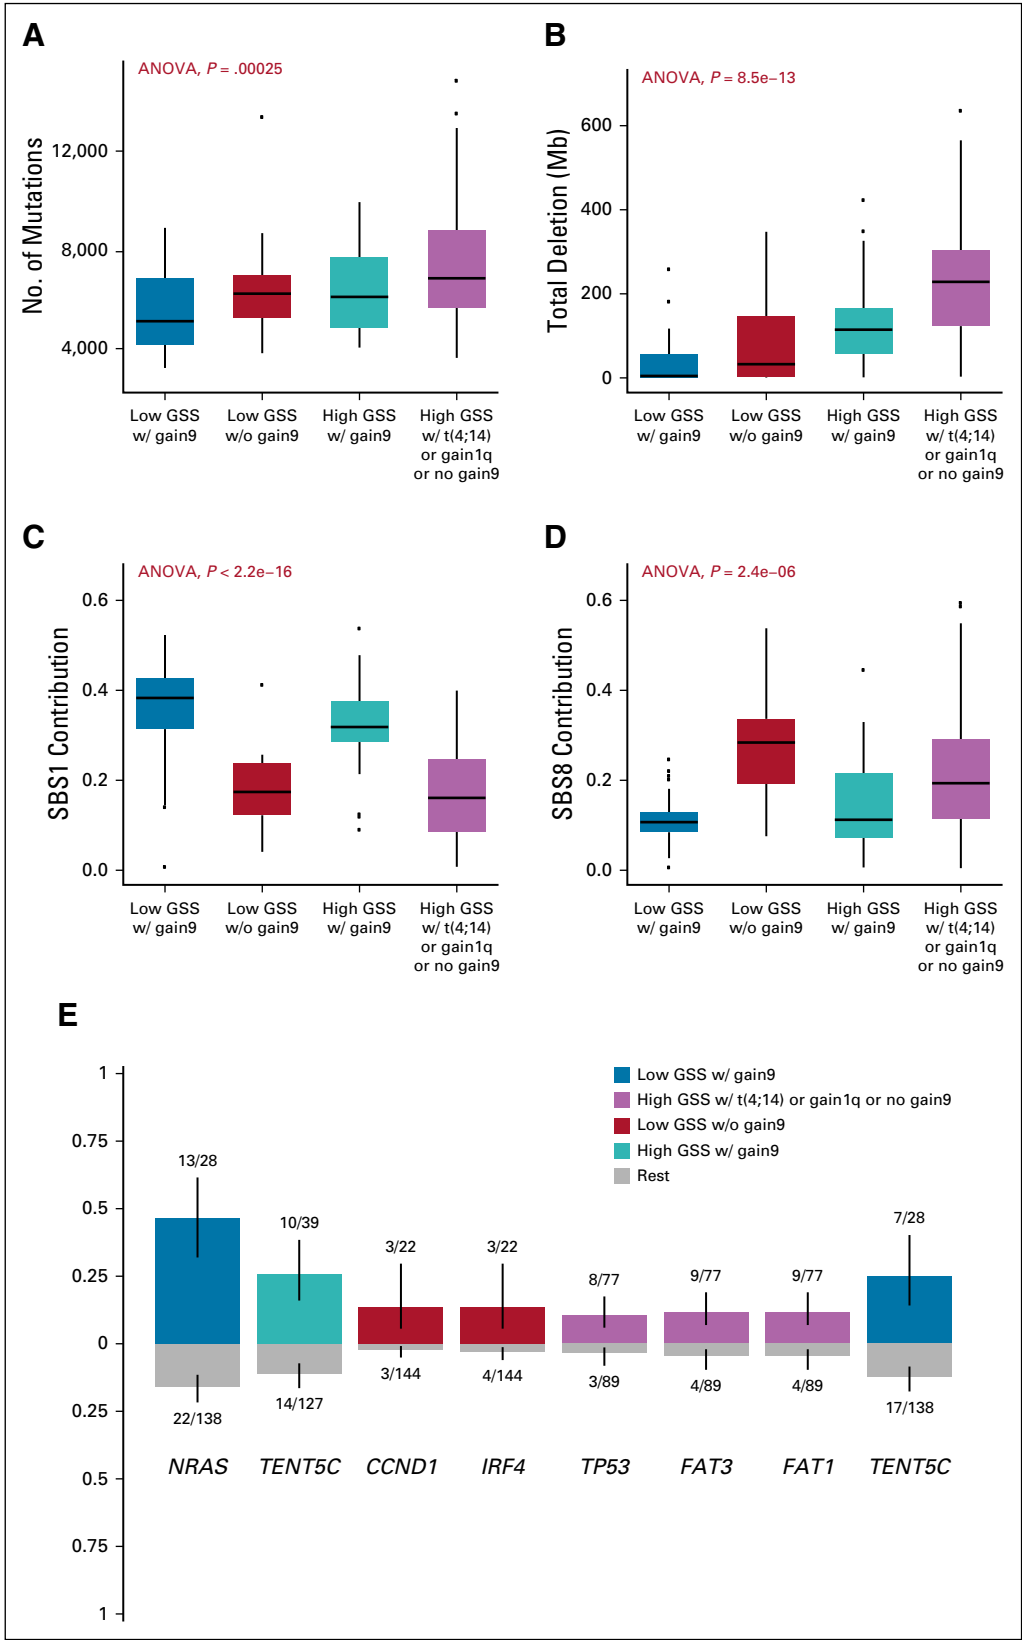 A
ANOVA, P = .00025
No. of Mutations
12,000
8,000
4,000
Low GSS
w/ gain9
Low GSS
w/o gain9
High GSS
w/ gain9
High GSS
w/ t(4;14)
or gain1q
or no gain9
B
ANOVA, P = 8.5e−13
Total Deletion (Mb)
600
400
200
0
Low GSS
w/ gain9
Low GSS
w/o gain9
High GSS
w/ gain9
High GSS
w/ t(4;14)
or gain1q
or no gain9
C
ANOVA, P < 2.2e−16
SBS1 Contribution
0.6
0.4
0.2
0.0
Low GSS
w/ gain9
Low GSS
w/o gain9
High GSS
w/ gain9
High GSS
w/ t(4;14)
or gain1q
or no gain9
D
ANOVA, P = 2.4e−06
SBS8 Contribution
0.6
0.4
0.2
0.0
Low GSS
w/ gain9
Low GSS
w/o gain9
High GSS
w/ gain9
High GSS
w/ t(4;14)
or gain1q
or no gain9
E
1
0.75
0.5
0.25
0
0.25
0.5
0.75
1
Low GSS w/ gain9
High GSS w/ t(4;14) or gain1q or no gain9
Low GSS w/o gain9
High GSS w/ gain9
Rest
13/28
10/39
3/22
3/22
8/77
9/77
9/77
7/28
22/138
14/127
3/144
4/144
3/89
4/89
4/89
17/138
NRAS
TENT5C
CCND1
IRF4
TP53
FAT3
FAT1
TENT5C